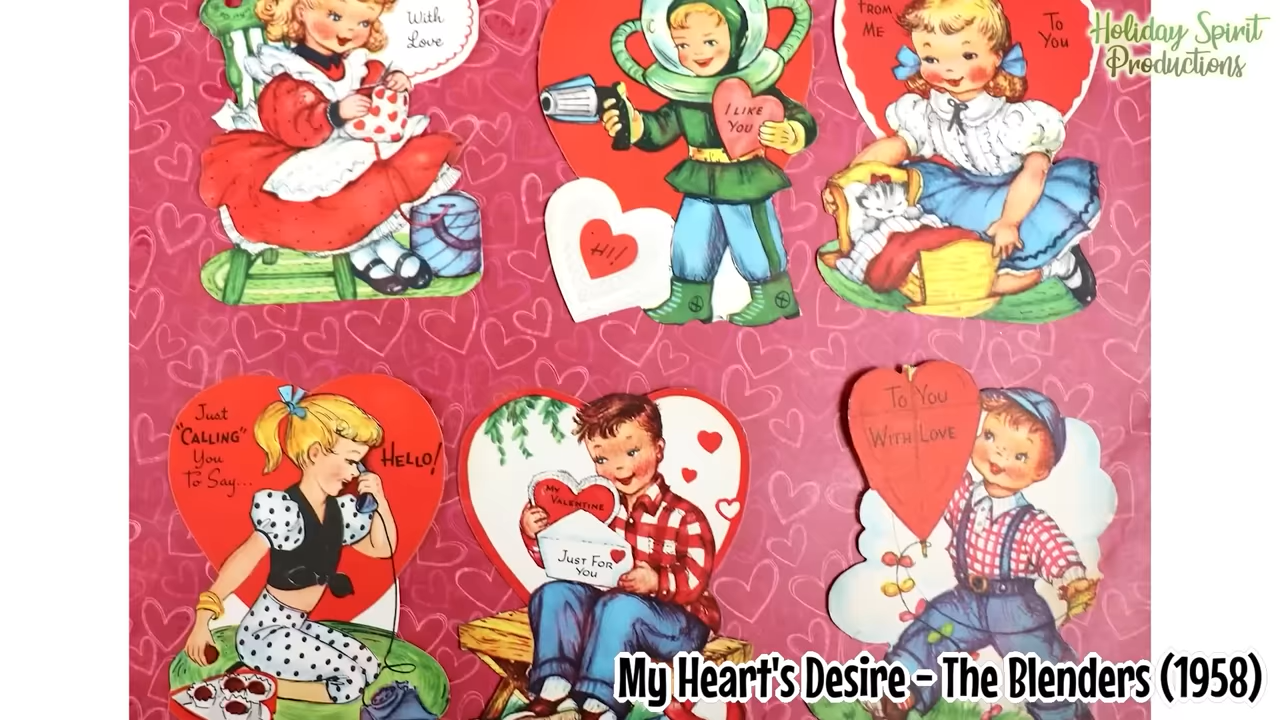 With
Love
I LIKE
YOU
HI!
FROM
ME
TO
YOU
Holiday Spirit
Productions
Just
"CALLING"
You
To Say...
HELLO!
MY
VALENTINE
JUST FOR
YOU
TO YOU
WITH LOVE
My Heart's Desire - The Blenders (1958)